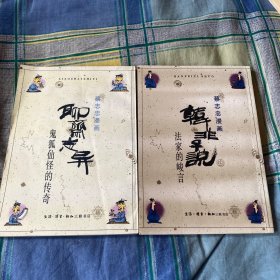 LIAOZHAIZHIYI
蔡志忠漫画
聊斋志异
鬼狐仙怪的传奇
生活·读书·新知三联书店
HANFEIZISHUO
蔡志忠漫画
韩非子说
法家的峻言
生活·读书·新知三联书店